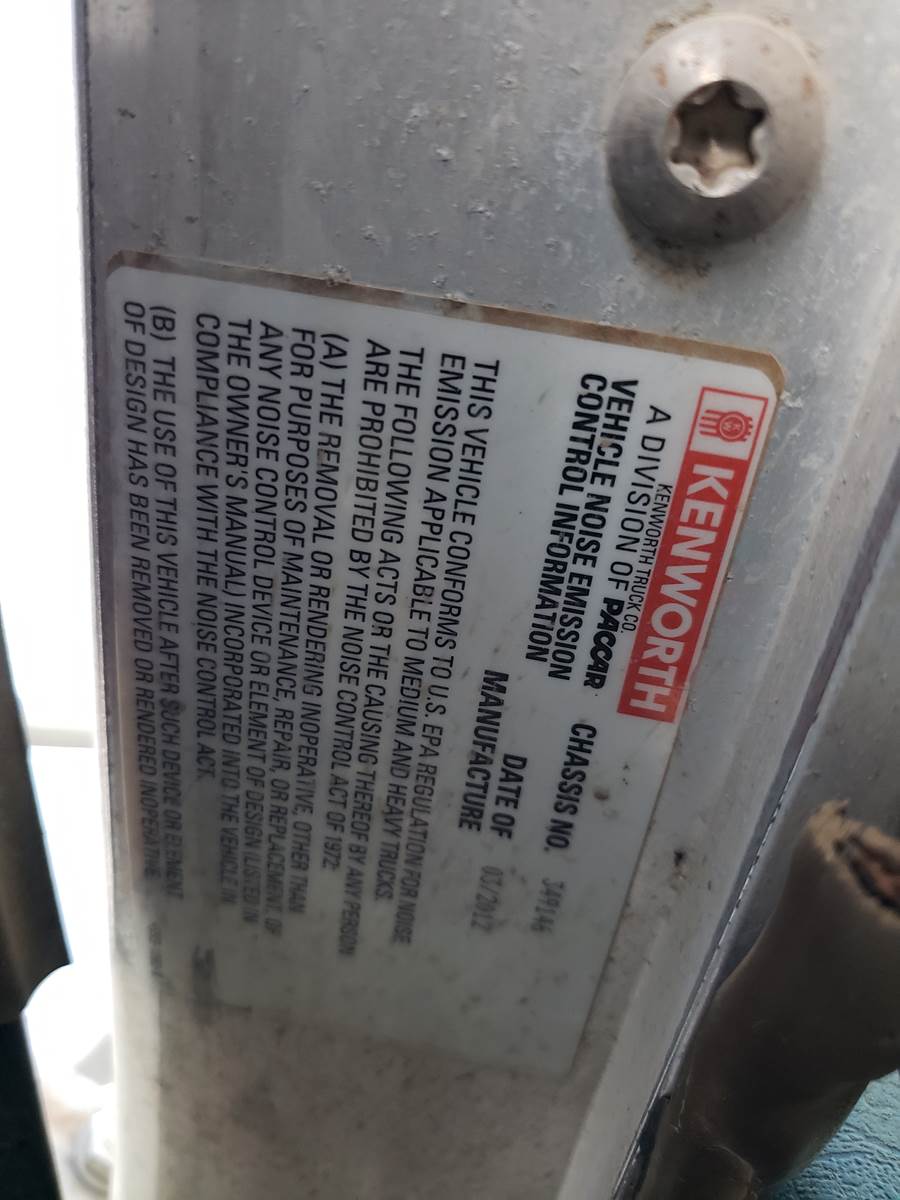 KENWORTH
KENWORTH TRUCK CO.
A DIVISION OF PACCAR
VEHICLE NOISE EMISSION
CONTROL INFORMATION
CHASSIS NO. 349146
DATE OF
MANUFACTURE 03/2012
THIS VEHICLE CONFORMS TO U.S. EPA REGULATION FOR NOISE
EMISSION APPLICABLE TO MEDIUM AND HEAVY TRUCKS.
THE FOLLOWING ACTS OR THE CAUSING THEREOF BY ANY PERSON
ARE PROHIBITED BY THE NOISE CONTROL ACT OF 1972:
(A) THE REMOVAL OR RENDERING INOPERATIVE, OTHER THAN
FOR PURPOSES OF MAINTENANCE, REPAIR, OR REPLACEMENT, OF
ANY NOISE CONTROL DEVICE OR ELEMENT OF DESIGN (LISTED IN
THE OWNER'S MANUAL) INCORPORATED INTO THE VEHICLE IN
COMPLIANCE WITH THE NOISE CONTROL ACT.
(B) THE USE OF THIS VEHICLE AFTER SUCH DEVICE OR ELEMENT
OF DESIGN HAS BEEN REMOVED OR RENDERED INOPERATIVE.